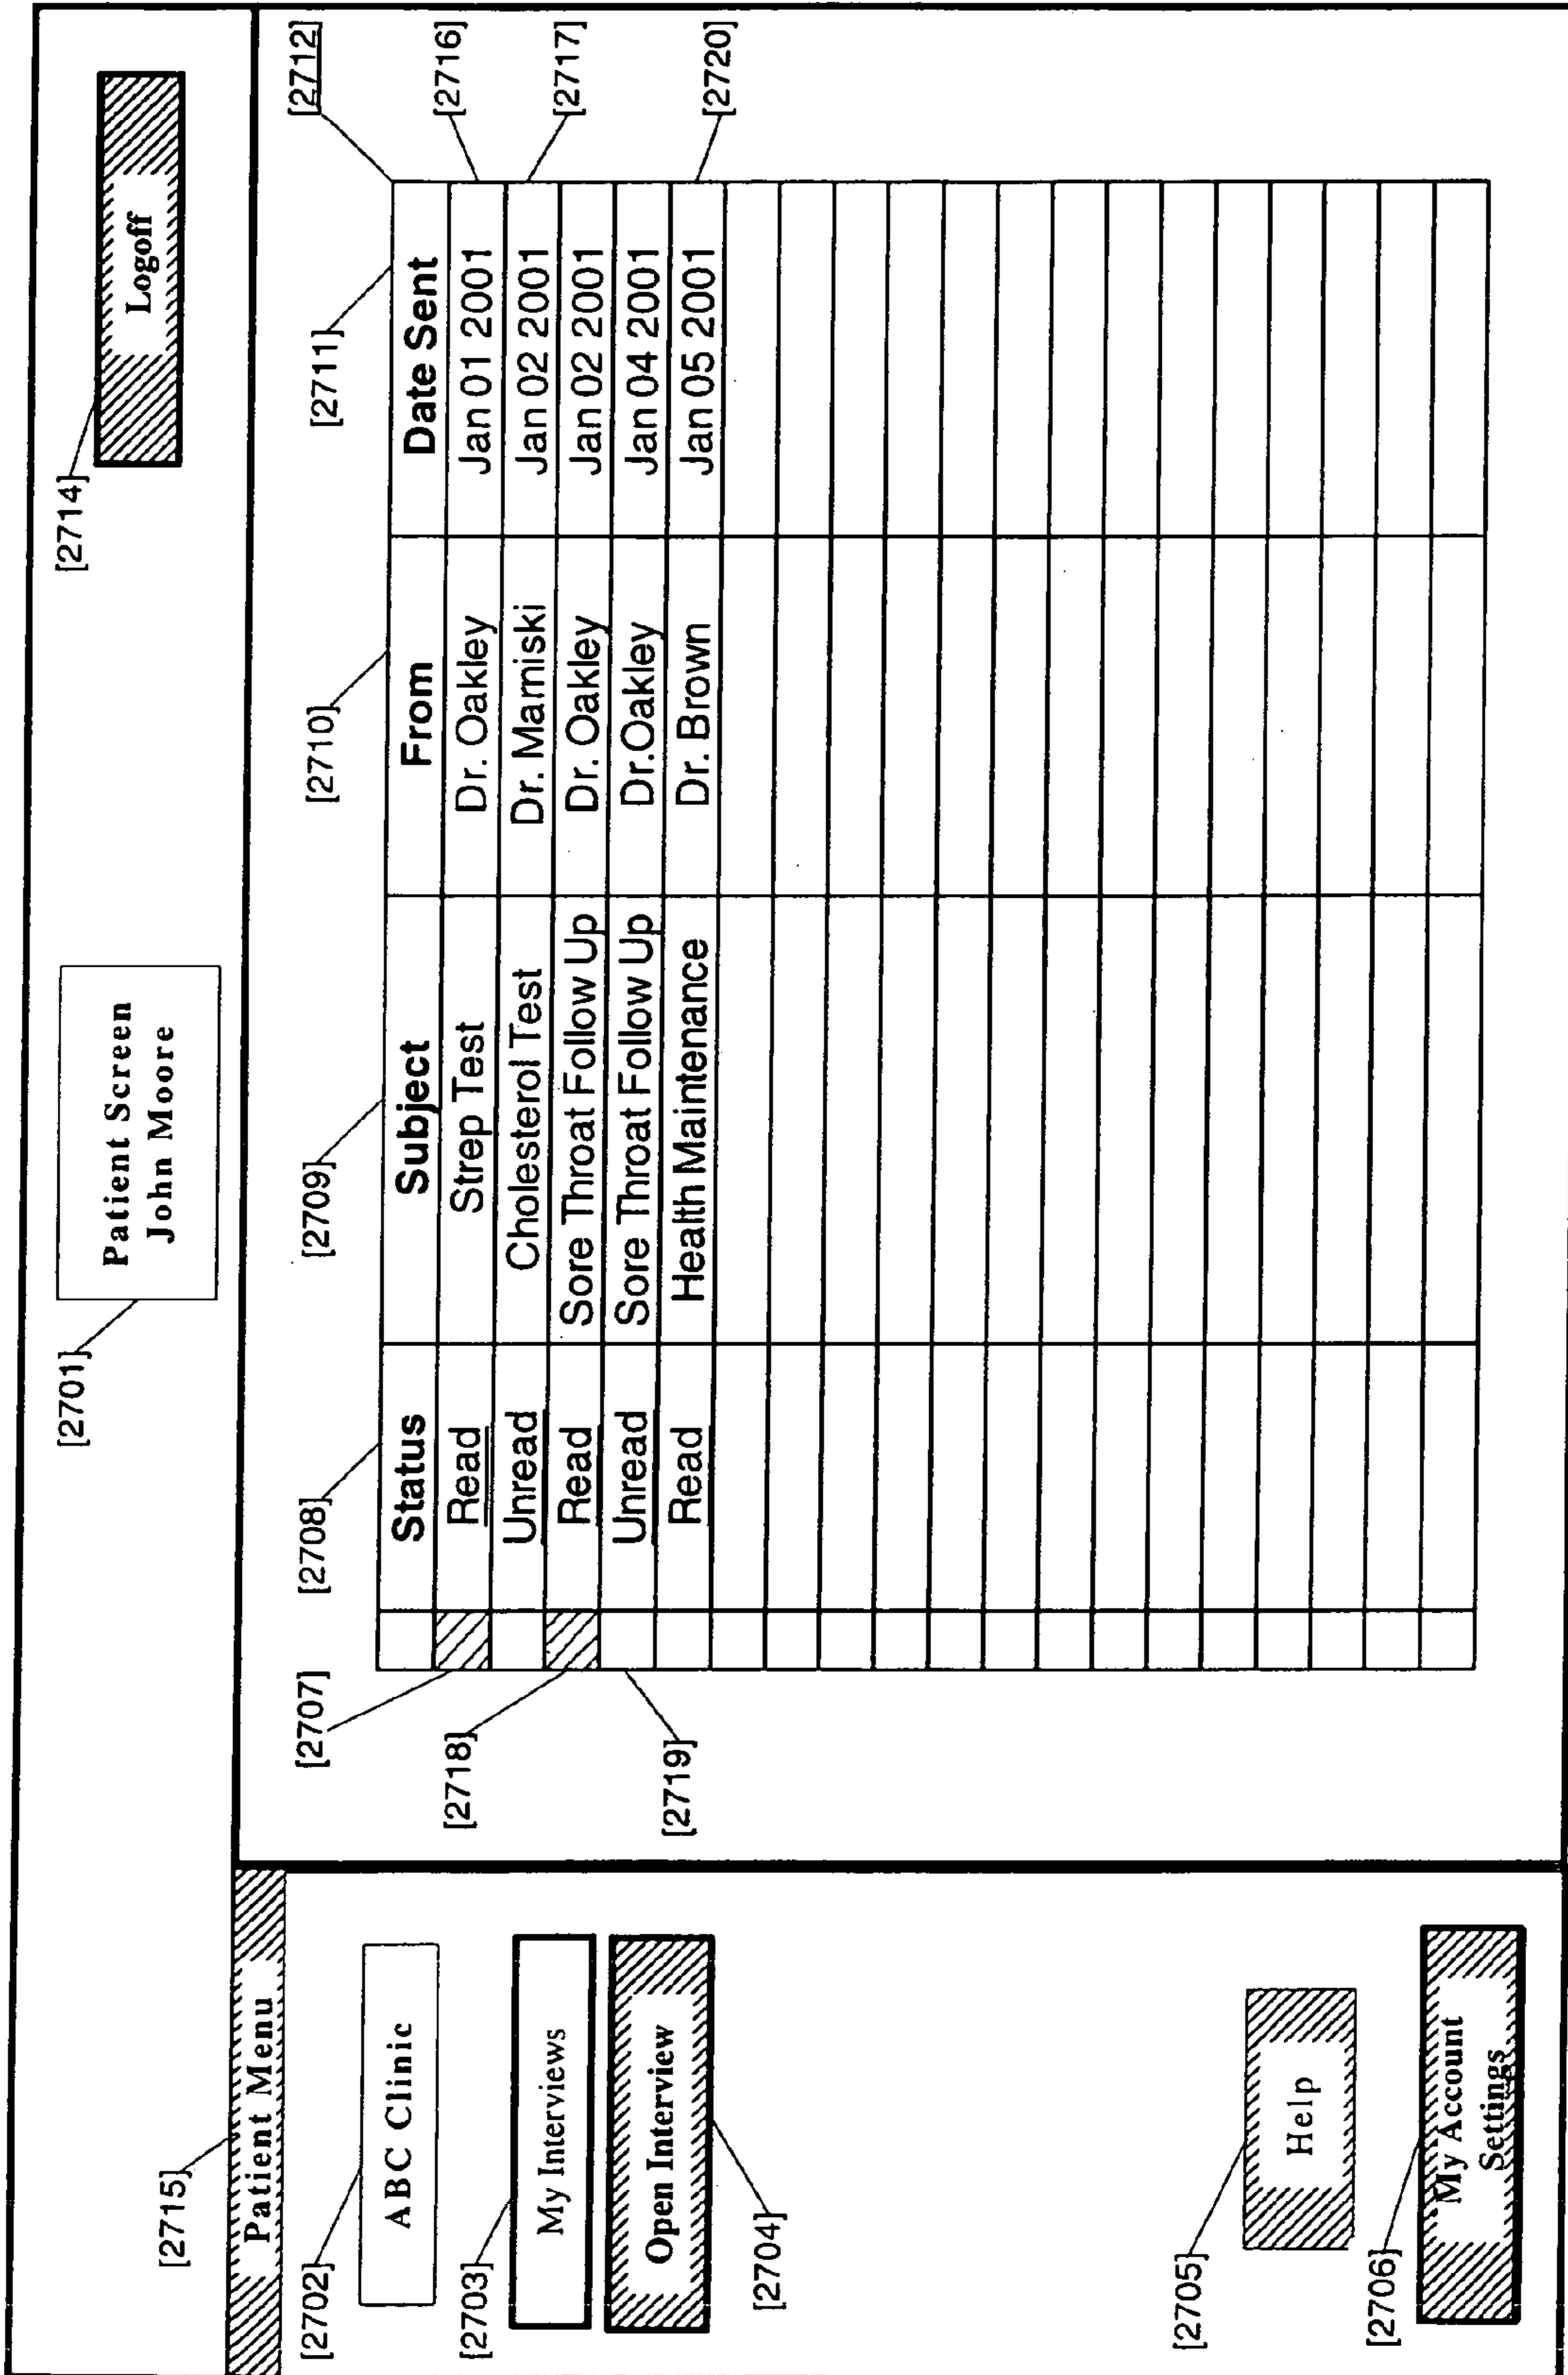 [2714]
[2701]
Patient Screen
John Moore
Logoff
[2715]
Patient Menu
[2702]
ABC Clinic
[2703]
My Interviews
Open Interview
[2704]
[2705]
Help
[2706]
My Account
Settings
[2707]
[2708]
[2709]
[2710]
[2711]
[2712]
[2718]
[2719]
[2716]
[2717]
[2720]
Status Subject From Date Sent
Read Strep Test Dr. Oakley Jan 01 2001
Unread Cholesterol Test Dr. Mamiski Jan 02 2001
Read Sore Throat Follow Up Dr. Oakley Jan 02 2001
Unread Sore Throat Follow Up Dr.Oakley Jan 04 2001
Read Health Maintenance Dr. Brown Jan 05 2001